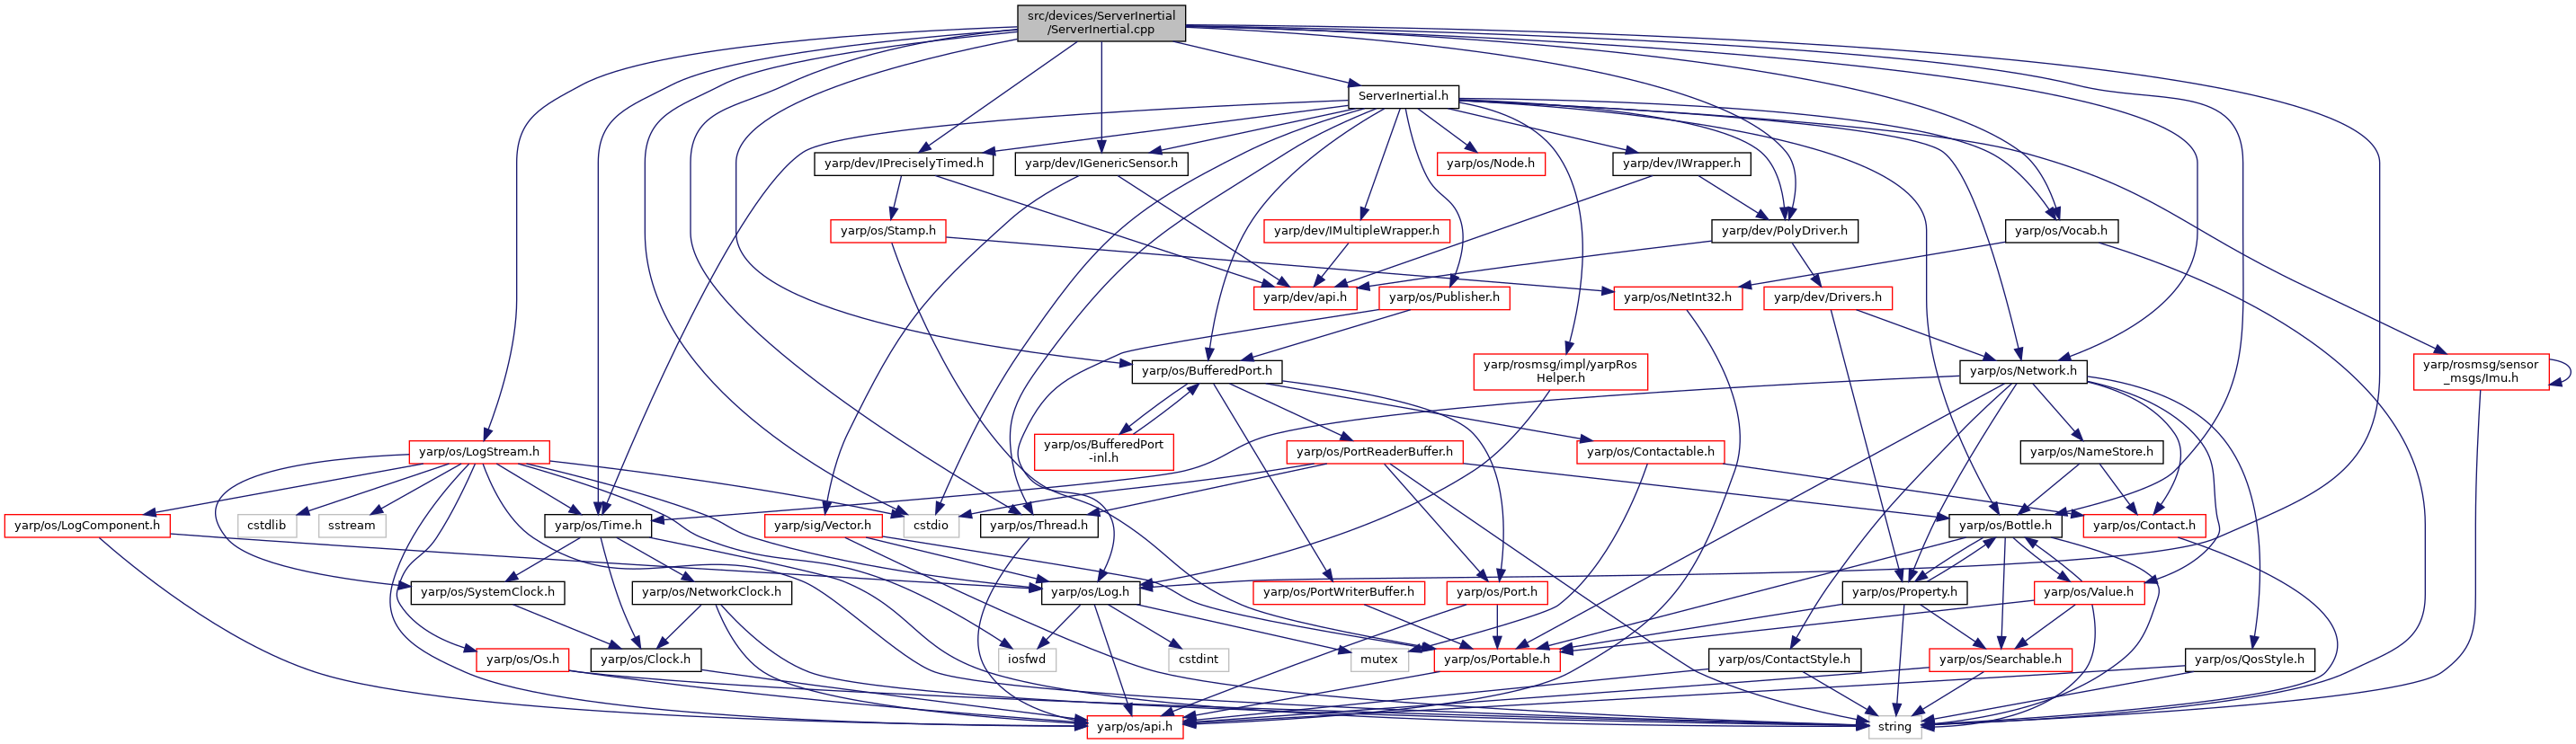 src/devices/ServerInertial
/ServerInertial.cpp
ServerInertial.h
yarp/dev/IPreciselyTimed.h
yarp/dev/IGenericSensor.h
yarp/os/Node.h
yarp/dev/IWrapper.h
yarp/os/Stamp.h
yarp/dev/IMultipleWrapper.h
yarp/dev/PolyDriver.h
yarp/os/Vocab.h
yarp/dev/api.h
yarp/os/Publisher.h
yarp/os/NetInt32.h
yarp/dev/Drivers.h
yarp/os/BufferedPort.h
yarp/rosmsg/impl/yarpRos
Helper.h
yarp/os/Network.h
yarp/rosmsg/sensor
_msgs/Imu.h
yarp/os/LogStream.h
yarp/os/BufferedPort
-inl.h
yarp/os/PortReaderBuffer.h
yarp/os/Contactable.h
yarp/os/NameStore.h
yarp/os/LogComponent.h
cstdlib
sstream
yarp/os/Time.h
yarp/sig/Vector.h
cstdio
yarp/os/Thread.h
yarp/os/Bottle.h
yarp/os/Contact.h
yarp/os/SystemClock.h
yarp/os/NetworkClock.h
yarp/os/Log.h
yarp/os/PortWriterBuffer.h
yarp/os/Port.h
yarp/os/Property.h
yarp/os/Value.h
yarp/os/Os.h
yarp/os/Clock.h
iosfwd
cstdint
mutex
yarp/os/Portable.h
yarp/os/ContactStyle.h
yarp/os/Searchable.h
yarp/os/QosStyle.h
yarp/os/api.h
string